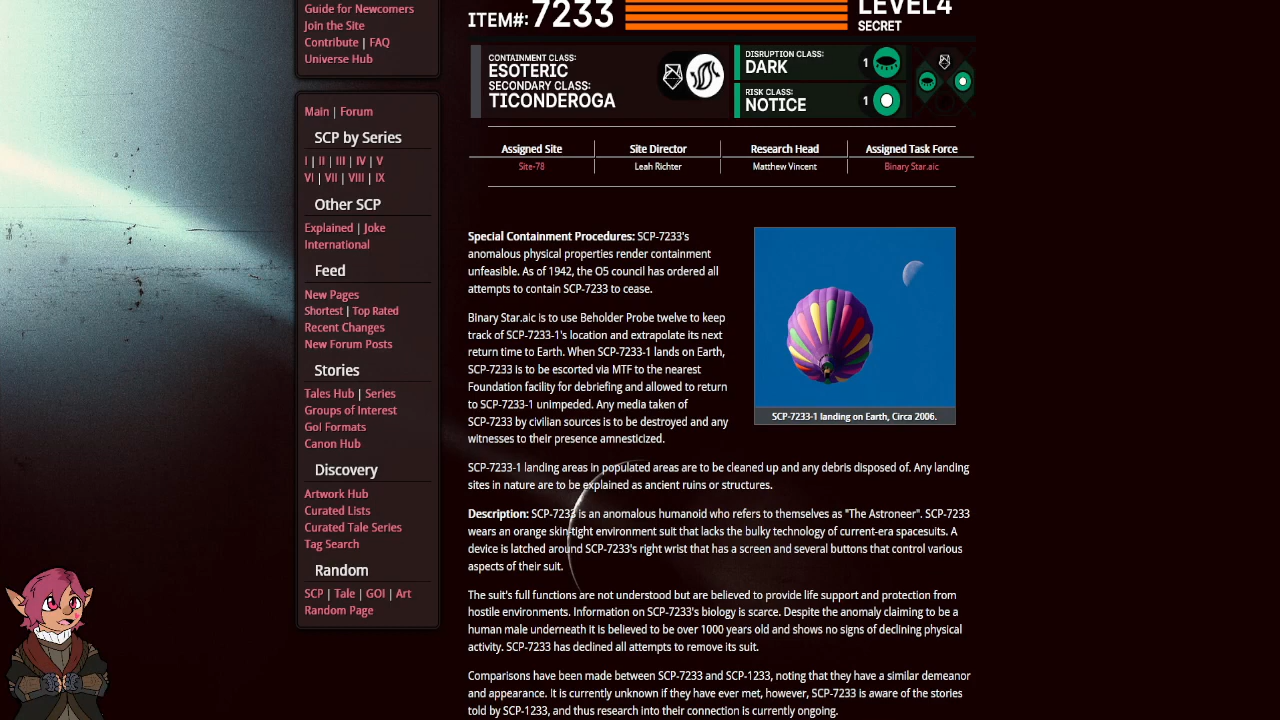 Guide for Newcomers
Join the Site
Contribute | FAQ
Universe Hub
Main | Forum
SCP by Series
I | II | III | IV | V
VI | VII | VIII | IX
Other SCP
Explained | Joke
International
Feed
New Pages
Shortest | Top Rated
Recent Changes
New Forum Posts
Stories
Tales Hub | Series
Groups of Interest
GoI Formats
Canon Hub
Discovery
Artwork Hub
Curated Lists
Curated Tale Series
Tag Search
Random
SCP | Tale | GOI | Art
Random Page
ITEM#: 7233
LEVEL4
SECRET
CONTAINMENT CLASS:
ESOTERIC
SECONDARY CLASS:
TICONDEROGA
DISRUPTION CLASS:
DARK
1
RISK CLASS:
NOTICE
1
Assigned Site
Site Director
Research Head
Assigned Task Force
Site-78
Leah Richter
Matthew Vincent
Binary Star.aic
Special Containment Procedures: SCP-7233's
anomalous physical properties render containment
unfeasible. As of 1942, the O5 council has ordered all
attempts to contain SCP-7233 to cease.
Binary Star.aic is to use Beholder Probe twelve to keep
track of SCP-7233-1's location and extrapolate its next
return time to Earth. When SCP-7233-1 lands on Earth,
SCP-7233 is to be escorted via MTF to the nearest
Foundation facility for debriefing and allowed to return
to SCP-7233-1 unimpeded. Any media taken of
SCP-7233 by civilian sources is to be destroyed and any
witnesses to their presence amnesticized.
SCP-7233-1 landing on Earth, Circa 2006.
SCP-7233-1 landing areas in populated areas are to be cleaned up and any debris disposed of. Any landing
sites in nature are to be explained as ancient ruins or structures.
Description: SCP-7233 is an anomalous humanoid who refers to themselves as "The Astroneer". SCP-7233
wears an orange skin-tight environment suit that lacks the bulky technology of current-era spacesuits. A
device is latched around SCP-7233's right wrist that has a screen and several buttons that control various
aspects of their suit.
The suit's full functions are not understood but are believed to provide life support and protection from
hostile environments. Information on SCP-7233's biology is scarce. Despite the anomaly claiming to be a
human male underneath it is believed to be over 1000 years old and shows no signs of declining physical
activity. SCP-7233 has declined all attempts to remove its suit.
Comparisons have been made between SCP-7233 and SCP-1233, noting that they have a similar demeanor
and appearance. It is currently unknown if they have ever met, however, SCP-7233 is aware of the stories
told by SCP-1233, and thus research into their connection is currently ongoing.